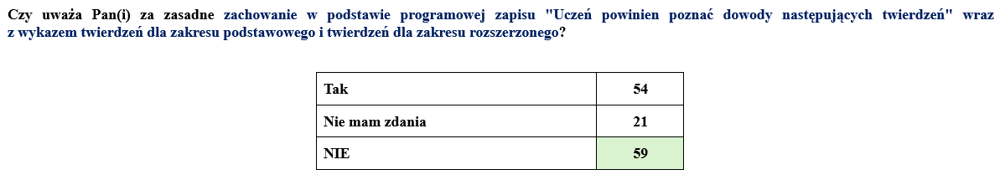 Czy uważa Pan(i) za zasadne zachowanie w podstawie programowej zapisu "Uczeń powinien poznać dowody następujących twierdzeń" wraz
z wykazem twierdzeń dla zakresu podstawowego i twierdzeń dla zakresu rozszerzonego?
Tak 54
Nie mam zdania 21
NIE 59